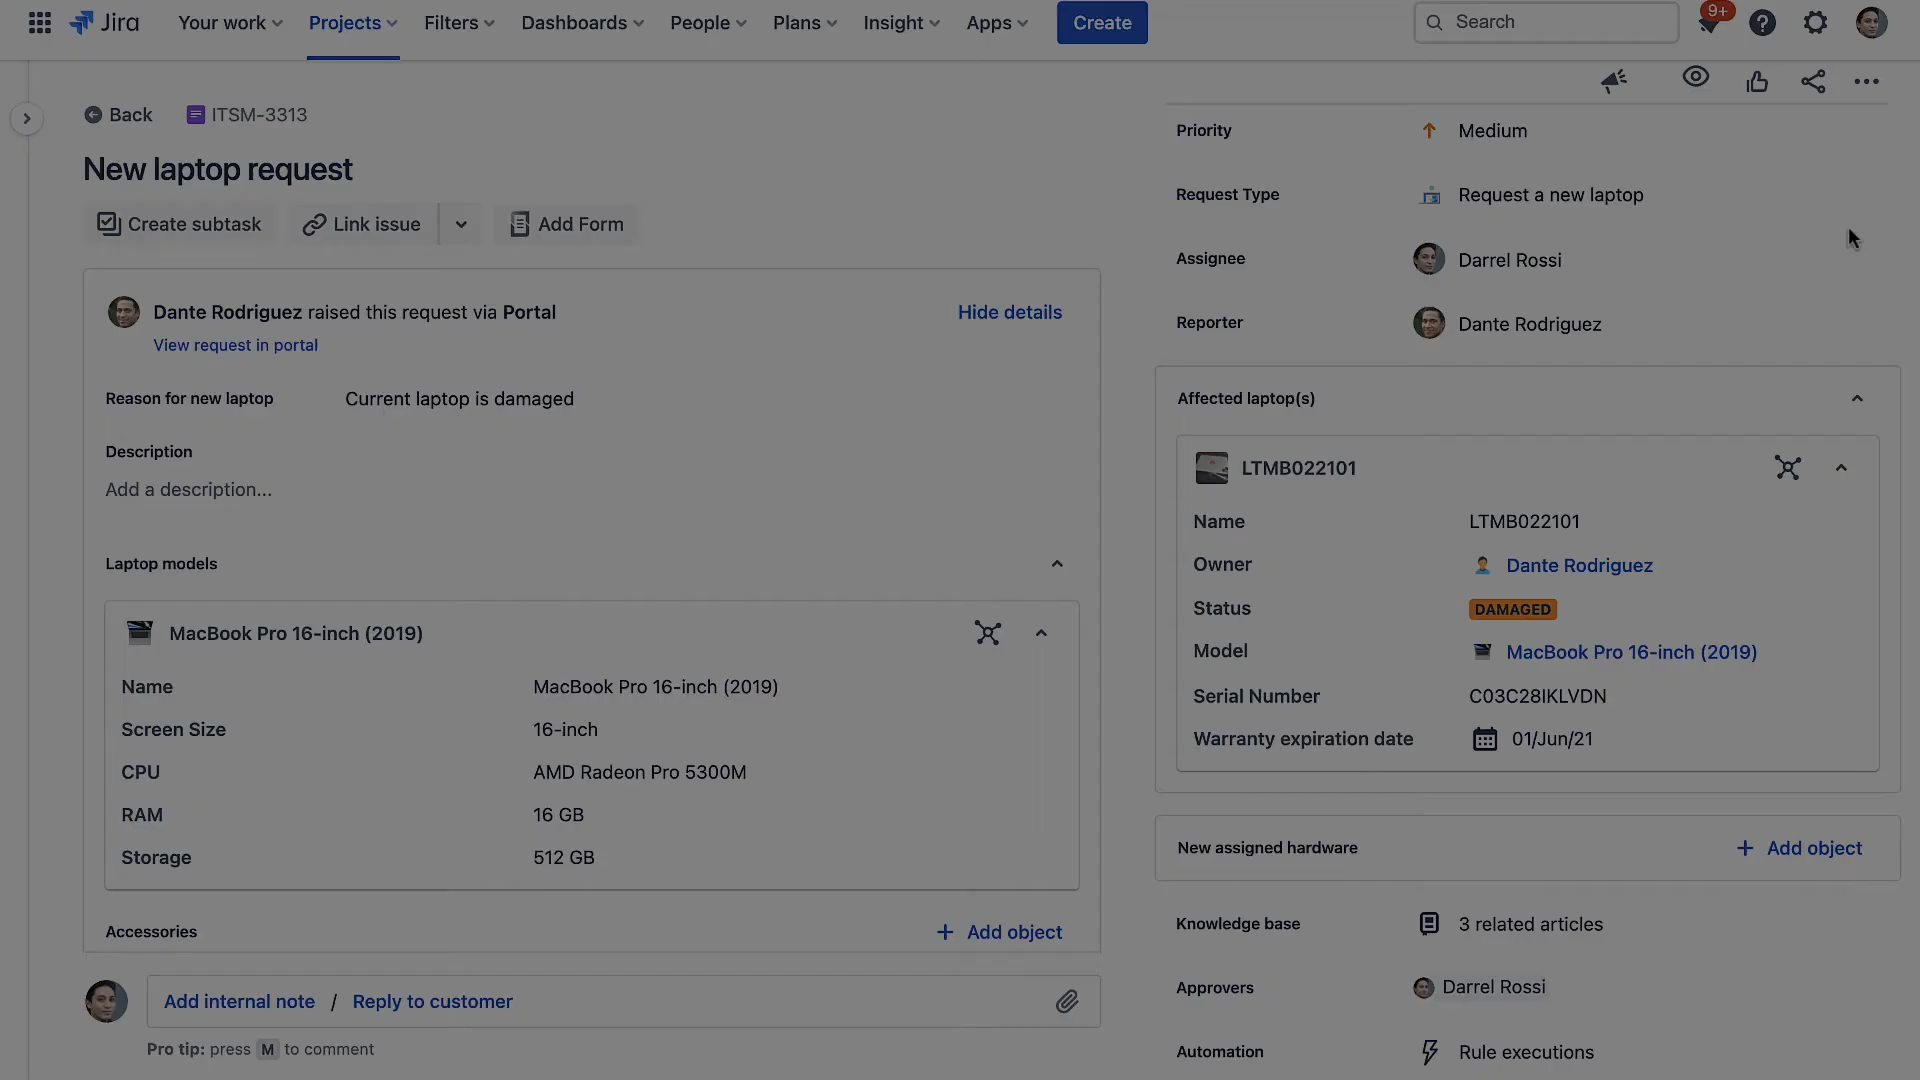 Jira
Your work
Projects
Filters
Dashboards
People
Plans
Insight
Apps
Create
Search
9+
Back
ITSM-3313
New laptop request
Create subtask
Link issue
Add Form
Dante Rodriguez raised this request via Portal
Hide details
View request in portal
Reason for new laptop
Current laptop is damaged
Description
Add a description...
Laptop models
MacBook Pro 16-inch (2019)
Name
MacBook Pro 16-inch (2019)
Screen Size
16-inch
CPU
AMD Radeon Pro 5300M
RAM
16 GB
Storage
512 GB
Accessories
+ Add object
Add internal note / Reply to customer
Pro tip: press M to comment
Priority
Medium
Request Type
Request a new laptop
Assignee
Darrel Rossi
Reporter
Dante Rodriguez
Affected laptop(s)
LTMB022101
Name
LTMB022101
Owner
Dante Rodriguez
Status
DAMAGED
Model
MacBook Pro 16-inch (2019)
Serial Number
C03C28IKLVDN
Warranty expiration date
01/Jun/21
New assigned hardware
+ Add object
Knowledge base
3 related articles
Approvers
Darrel Rossi
Automation
Rule executions